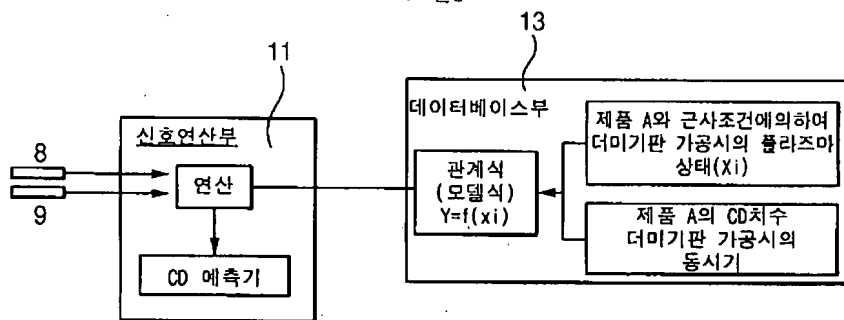 13
11
데이터베이스부
신호연산부
8
9
연산
CD 예측기
관계식
(모델식)
Y=f(xi)
제품 A와 근사조건에의하여
더미기판 가공시의 플라즈마
상태(Xi)
제품 A의 CD치수
더미기판 가공시의
동시기